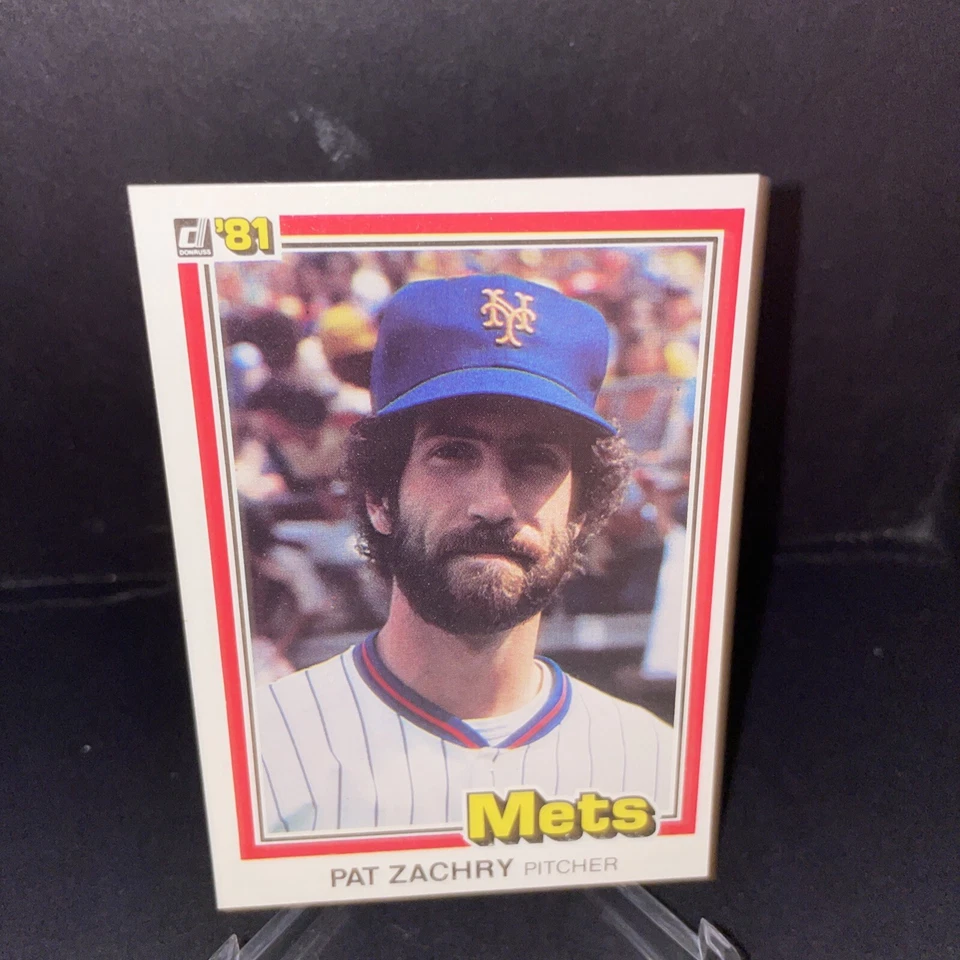 DONRUSS '81
NY
Mets
PAT ZACHRY PITCHER